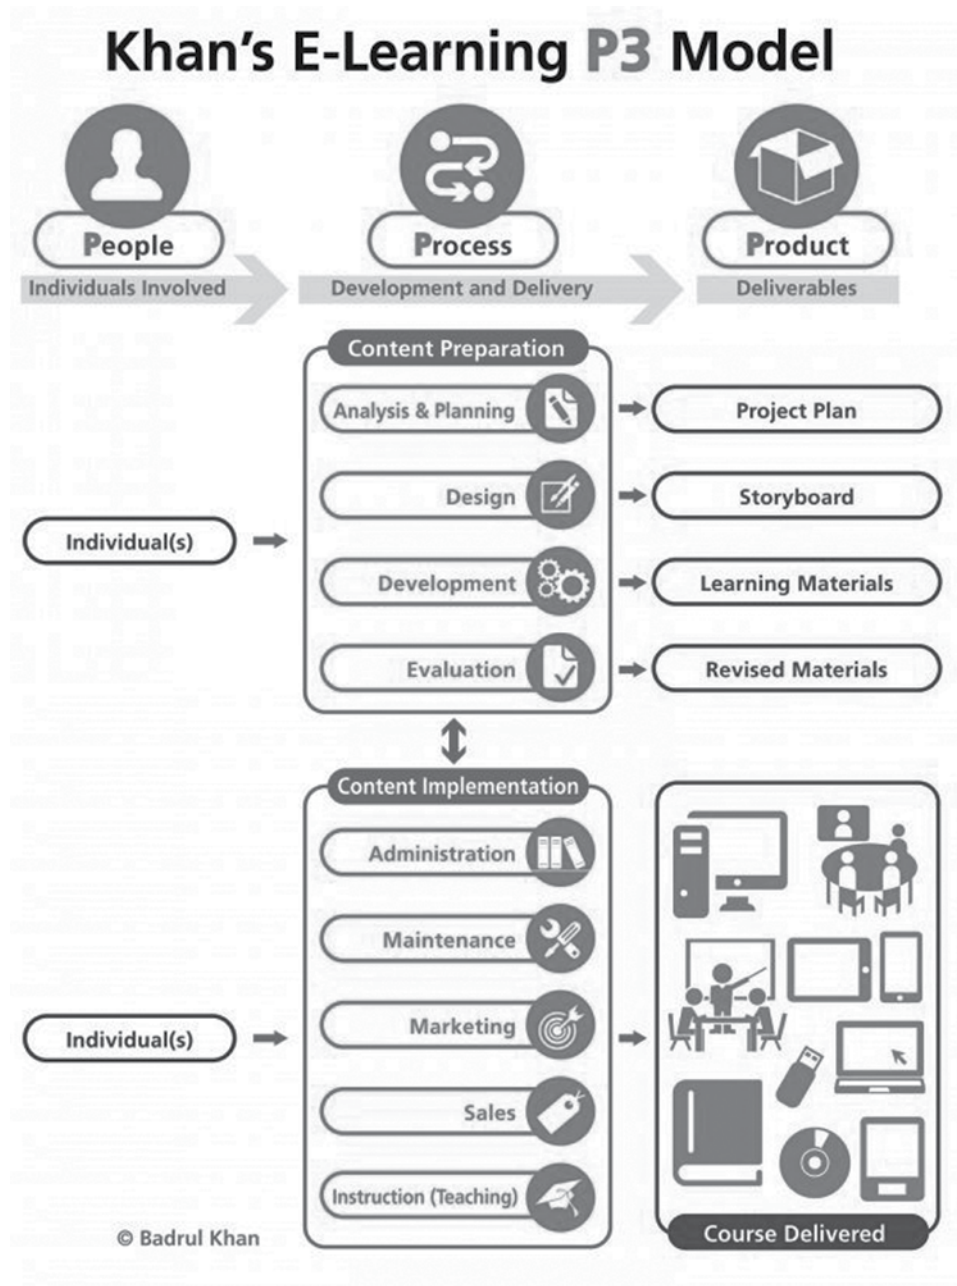 Khan's E-Learning P3 Model
People
Process
Product
Individuals Involved
Development and Delivery
Deliverables
Content Preparation
Analysis & Planning
Project Plan
Design
Storyboard
Individual(s)
Development
Learning Materials
Evaluation
Revised Materials
Content Implementation
Administration
Maintenance
Marketing
Individual(s)
Sales
Instruction (Teaching)
Course Delivered
© Badrul Khan